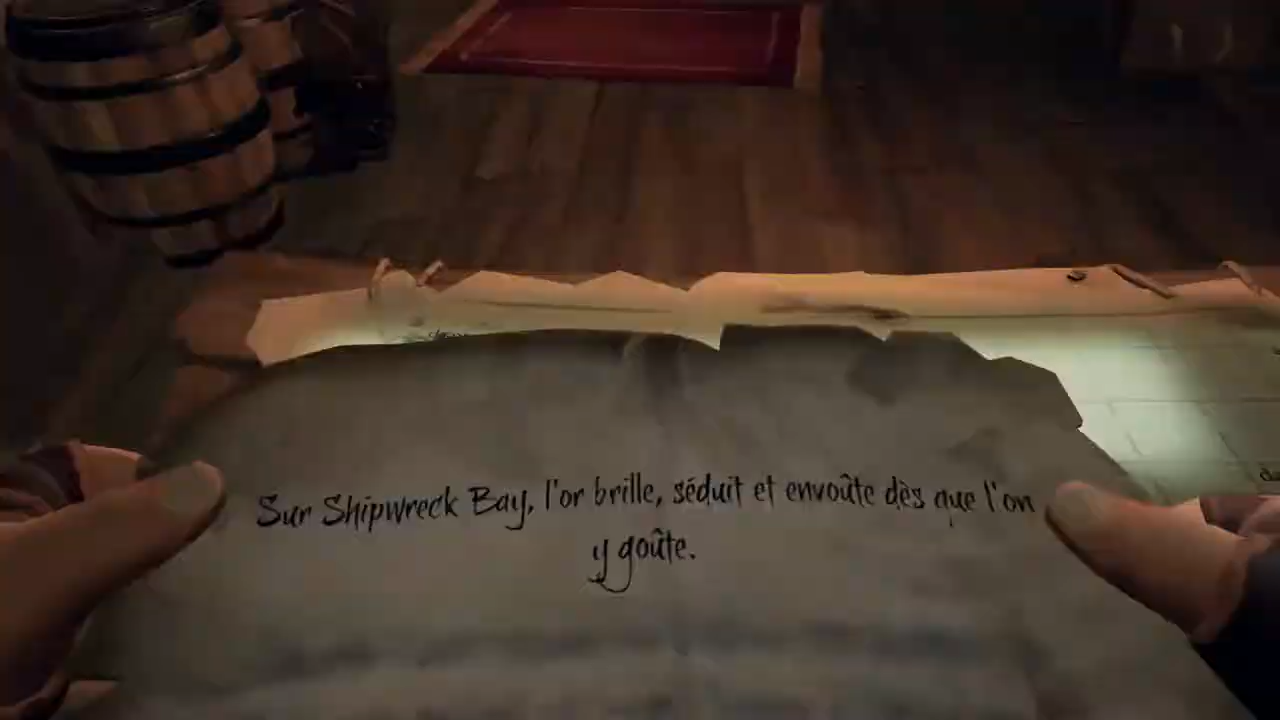 Sur Shipwreck Bay, l'or brille, séduit et envoûte dès que l'on
y goûte.